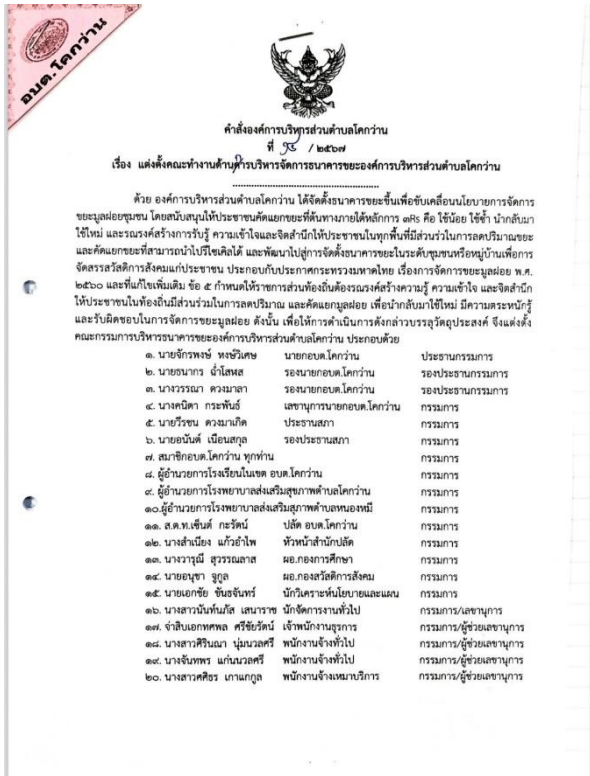 อบต.โคกว่าน
คำสั่งองค์การบริหารส่วนตำบลโคกว่าน
ที่ / ๒๕๖๗
เรื่อง แต่งตั้งคณะทำงานด้านการบริหารจัดการธนาคารขยะองค์การบริหารส่วนตำบลโคกว่าน
ด้วย องค์การบริหารส่วนตำบลโคกว่าน ได้จัดตั้งธนาคารขยะขึ้นเพื่อขับเคลื่อนนโยบายการจัดการ
ขยะมูลฝอยชุมชน โดยสนับสนุนให้ประชาชนคัดแยกขยะที่ต้นทางภายใต้หลักการ ๓Rs คือ ใช้น้อย ใช้ซ้ำ นำกลับมา
ใช้ใหม่ และรณรงค์สร้างการรับรู้ ความเข้าใจและจิตสำนึกให้ประชาชนในทุกพื้นที่มีส่วนร่วมในการลดปริมาณขยะ
และคัดแยกขยะที่สามารถนำไปรีไซเคิลได้ และพัฒนาไปสู่การจัดตั้งธนาคารขยะในระดับชุมชนหรือหมู่บ้านเพื่อการ
จัดสรรสวัสดิการสังคมแก่ประชาชน ประกอบกับประกาศกระทรวงมหาดไทย เรื่องการจัดการขยะมูลฝอย พ.ศ.
๒๕๖๐ และที่แก้ไขเพิ่มเติม ข้อ ๕ กำหนดให้ราชการส่วนท้องถิ่นต้องรณรงค์สร้างความรู้ ความเข้าใจ และจิตสำนึก
ให้ประชาชนในท้องถิ่นมีส่วนร่วมในการลดปริมาณ และคัดแยกมูลฝอย เพื่อนำกลับมาใช้ใหม่ มีความตระหนักรู้
และรับผิดชอบในการจัดการขยะมูลฝอย ดังนั้น เพื่อให้การดำเนินการดังกล่าวบรรลุวัตถุประสงค์ จึงแต่งตั้ง
คณะกรรมการบริหารธนาคารขยะองค์การบริหารส่วนตำบลโคกว่าน ประกอบด้วย
๑. นายจักรพงษ์ หงษ์วิเศษ นายกอบต.โคกว่าน ประธานกรรมการ
๒. นายธนากร ฉ่ำโสฬส รองนายกอบต.โคกว่าน รองประธานกรรมการ
๓. นางวรรณา ดวงมาลา รองนายกอบต.โคกว่าน รองประธานกรรมการ
๔. นางคนิดา กระพันธ์ เลขานุการนายกอบต.โคกว่าน กรรมการ
๕. นายวีรชน ดวงมาเกิด ประธานสภา กรรมการ
๖. นายอนันต์ เนือนสกุล รองประธานสภา กรรมการ
๗. สมาชิกอบต.โคกว่าน ทุกท่าน กรรมการ
๘. ผู้อำนวยการโรงเรียนในเขต อบต.โคกว่าน กรรมการ
๙. ผู้อำนวยการโรงพยาบาลส่งเสริมสุขภาพตำบลโคกว่าน กรรมการ
๑๐.ผู้อำนวยการโรงพยาบาลส่งเสริมสุภาพตำบลหนองหมี กรรมการ
๑๑. ส.ต.ท.เซ็นต์ กะรัตน์ ปลัด อบต.โคกว่าน กรรมการ
๑๒. นางสำเนียง แก้วอำไพ หัวหน้าสำนักปลัด กรรมการ
๑๓. นางวารุณี สุวรรณลาส ผอ.กองการศึกษา กรรมการ
๑๔. นายอนุชา จูกูล ผอ.กองสวัสดิการสังคม กรรมการ
๑๕. นายเอกชัย ขันธจันทร์ นักวิเคราะห์นโยบายและแผน กรรมการ
๑๖. นางสาวนันท์นภัส เสนาราช นักจัดการงานทั่วไป กรรมการ/เลขานุการ
๑๗. จ่าสิบเอกทศพล ศรีชัยรัตน์ เจ้าพนักงานธุรการ กรรมการ/ผู้ช่วยเลขานุการ
๑๘. นางสาวศิรินณา นุ่มนวลศรี พนักงานจ้างทั่วไป กรรมการ/ผู้ช่วยเลขานุการ
๑๙. นางจันทพร แก่นนวลศรี พนักงานจ้างทั่วไป กรรมการ/ผู้ช่วยเลขานุการ
๒๐. นางสาวศศิธร เกาแกกูล พนักงานจ้างเหมาบริการ กรรมการ/ผู้ช่วยเลขานุการ